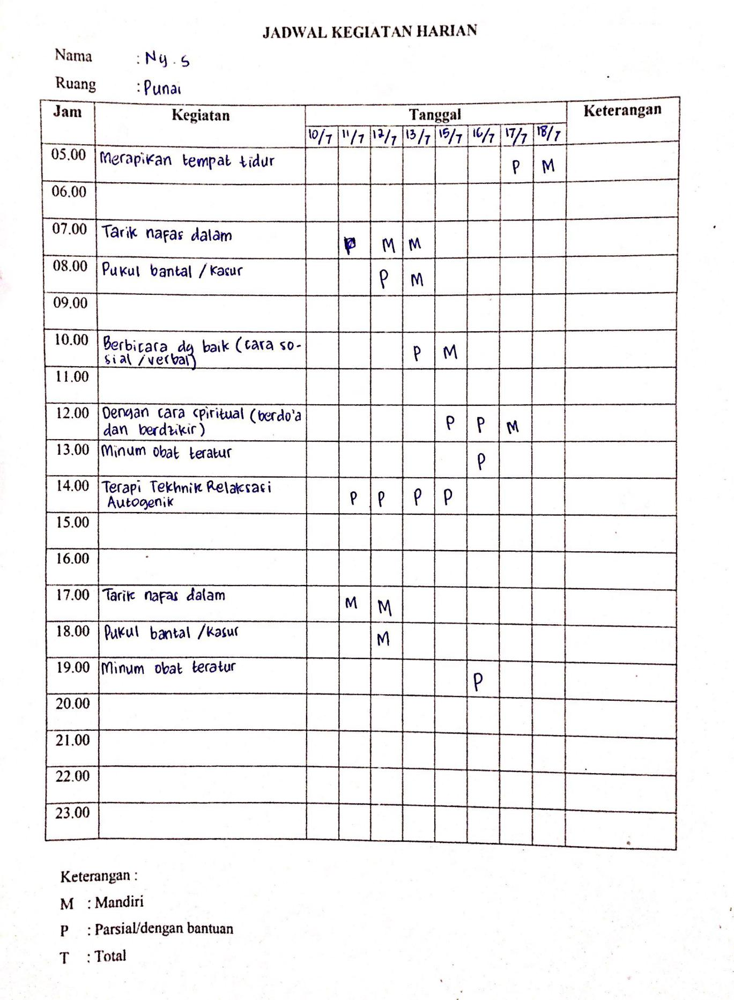 JADWAL KEGIATAN HARIAN
Nama : Ny. S
Ruang : Punai
Jam Kegiatan Tanggal Keterangan
10/7 11/7 12/7 13/7 15/7 16/7 17/7 18/7
05.00 Merapikan tempat tidur P M
06.00
07.00 Tarik nafas dalam P M M
08.00 Pukul bantal / Kasur P M
09.00
10.00 Berbicara dg baik (cara so-
sial / verbal) P M
11.00
12.00 Dengan cara spiritual (berdo'a
dan berdzikir) P P M
13.00 Minum obat teratur P
14.00 Terapi Tekhnik Relaksasi
Autogenik P P P P
15.00
16.00
17.00 Tarik nafas dalam M M
18.00 Pukul bantal / Kasur M
19.00 Minum obat teratur P
20.00
21.00
22.00
23.00
Keterangan :
M : Mandiri
P : Parsial/dengan bantuan
T : Total